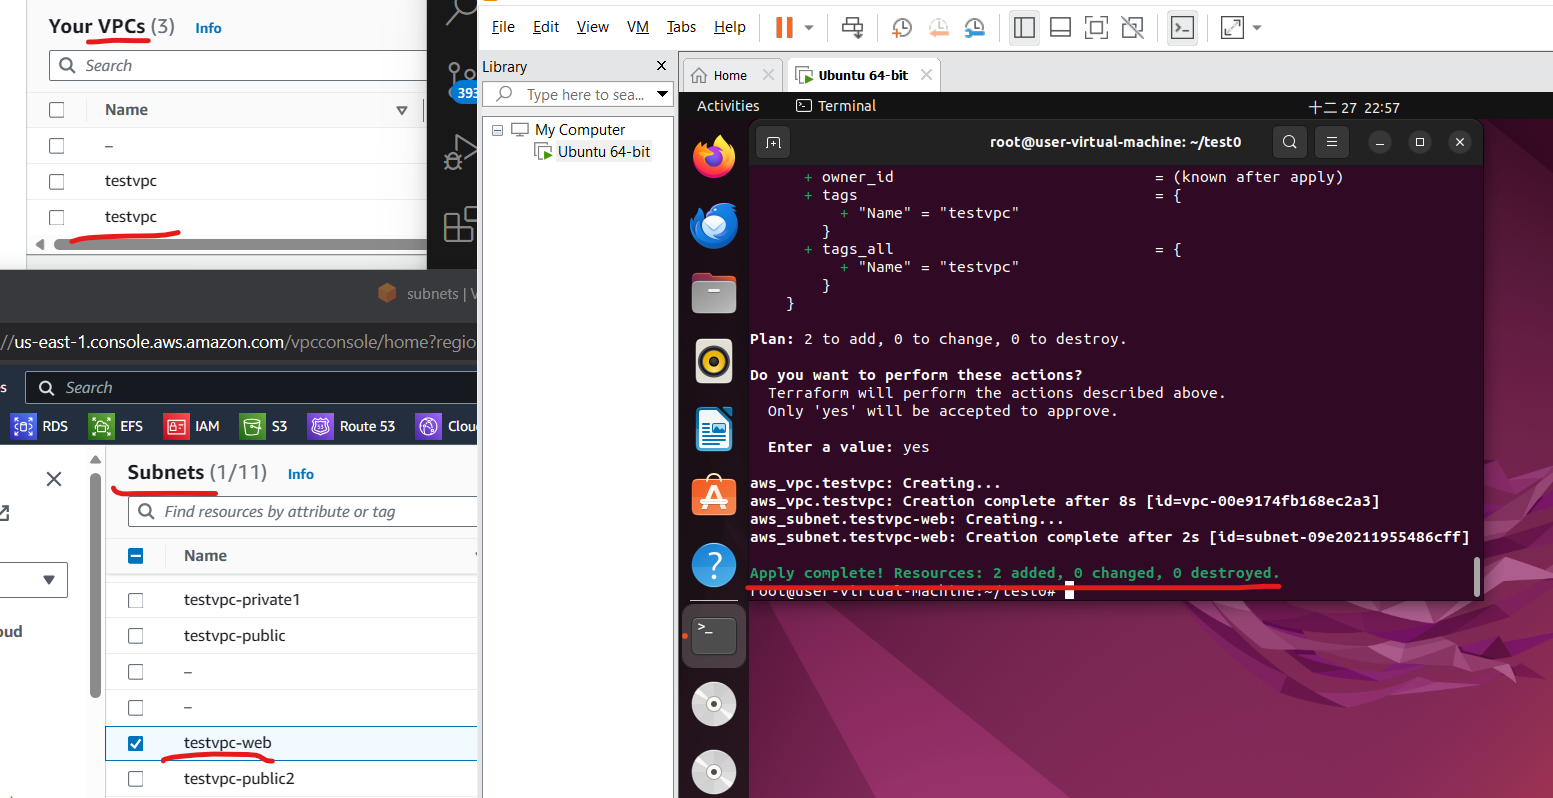 Your VPCs (3) Info
Search
Name
–
testvpc
testvpc
393
subnets | V
//us-east-1.console.aws.amazon.com/vpcconsole/home?regio
s
Search
RDS EFS IAM S3 Route 53 Clou
Subnets (1/11) Info
Find resources by attribute or tag
Name
testvpc-private1
oud
testvpc-public
–
–
testvpc-web
testvpc-public2
File Edit View VM Tabs Help
Library
Type here to sea...
My Computer
Ubuntu 64-bit
Home
Ubuntu 64-bit
Activities Terminal 十二 27 22:57
root@user-virtual-machine: ~/test0
+ owner_id = (known after apply)
+ tags = {
+ "Name" = "testvpc"
}
+ tags_all = {
+ "Name" = "testvpc"
}
}
Plan: 2 to add, 0 to change, 0 to destroy.
Do you want to perform these actions?
Terraform will perform the actions described above.
Only 'yes' will be accepted to approve.
Enter a value: yes
aws_vpc.testvpc: Creating...
aws_vpc.testvpc: Creation complete after 8s [id=vpc-00e9174fb168ec2a3]
aws_subnet.testvpc-web: Creating...
aws_subnet.testvpc-web: Creation complete after 2s [id=subnet-09e20211955486cff]
Apply complete! Resources: 2 added, 0 changed, 0 destroyed.
root@user-virtual-machine:~/test0#